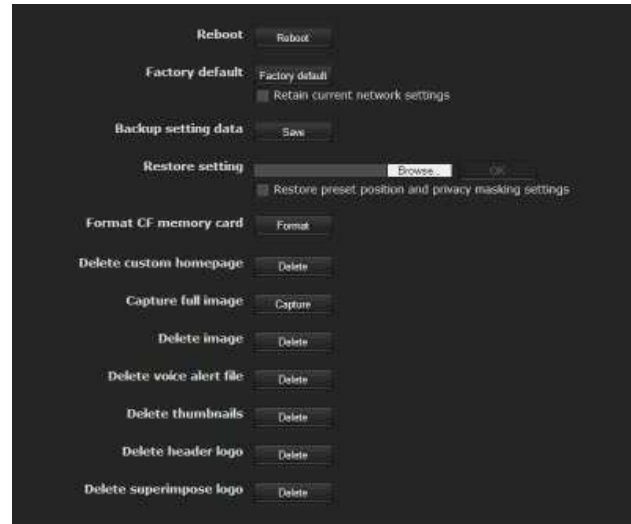 Reboot Reboot
Factory default Factory default
Retain current network settings
Backup setting data Save
Restore setting Browse... OK
Restore preset position and privacy masking settings
Format CF memory card Format
Delete custom homepage Delete
Capture full image Capture
Delete image Delete
Delete voice alert file Delete
Delete thumbnails Delete
Delete header logo Delete
Delete superimpose logo Delete